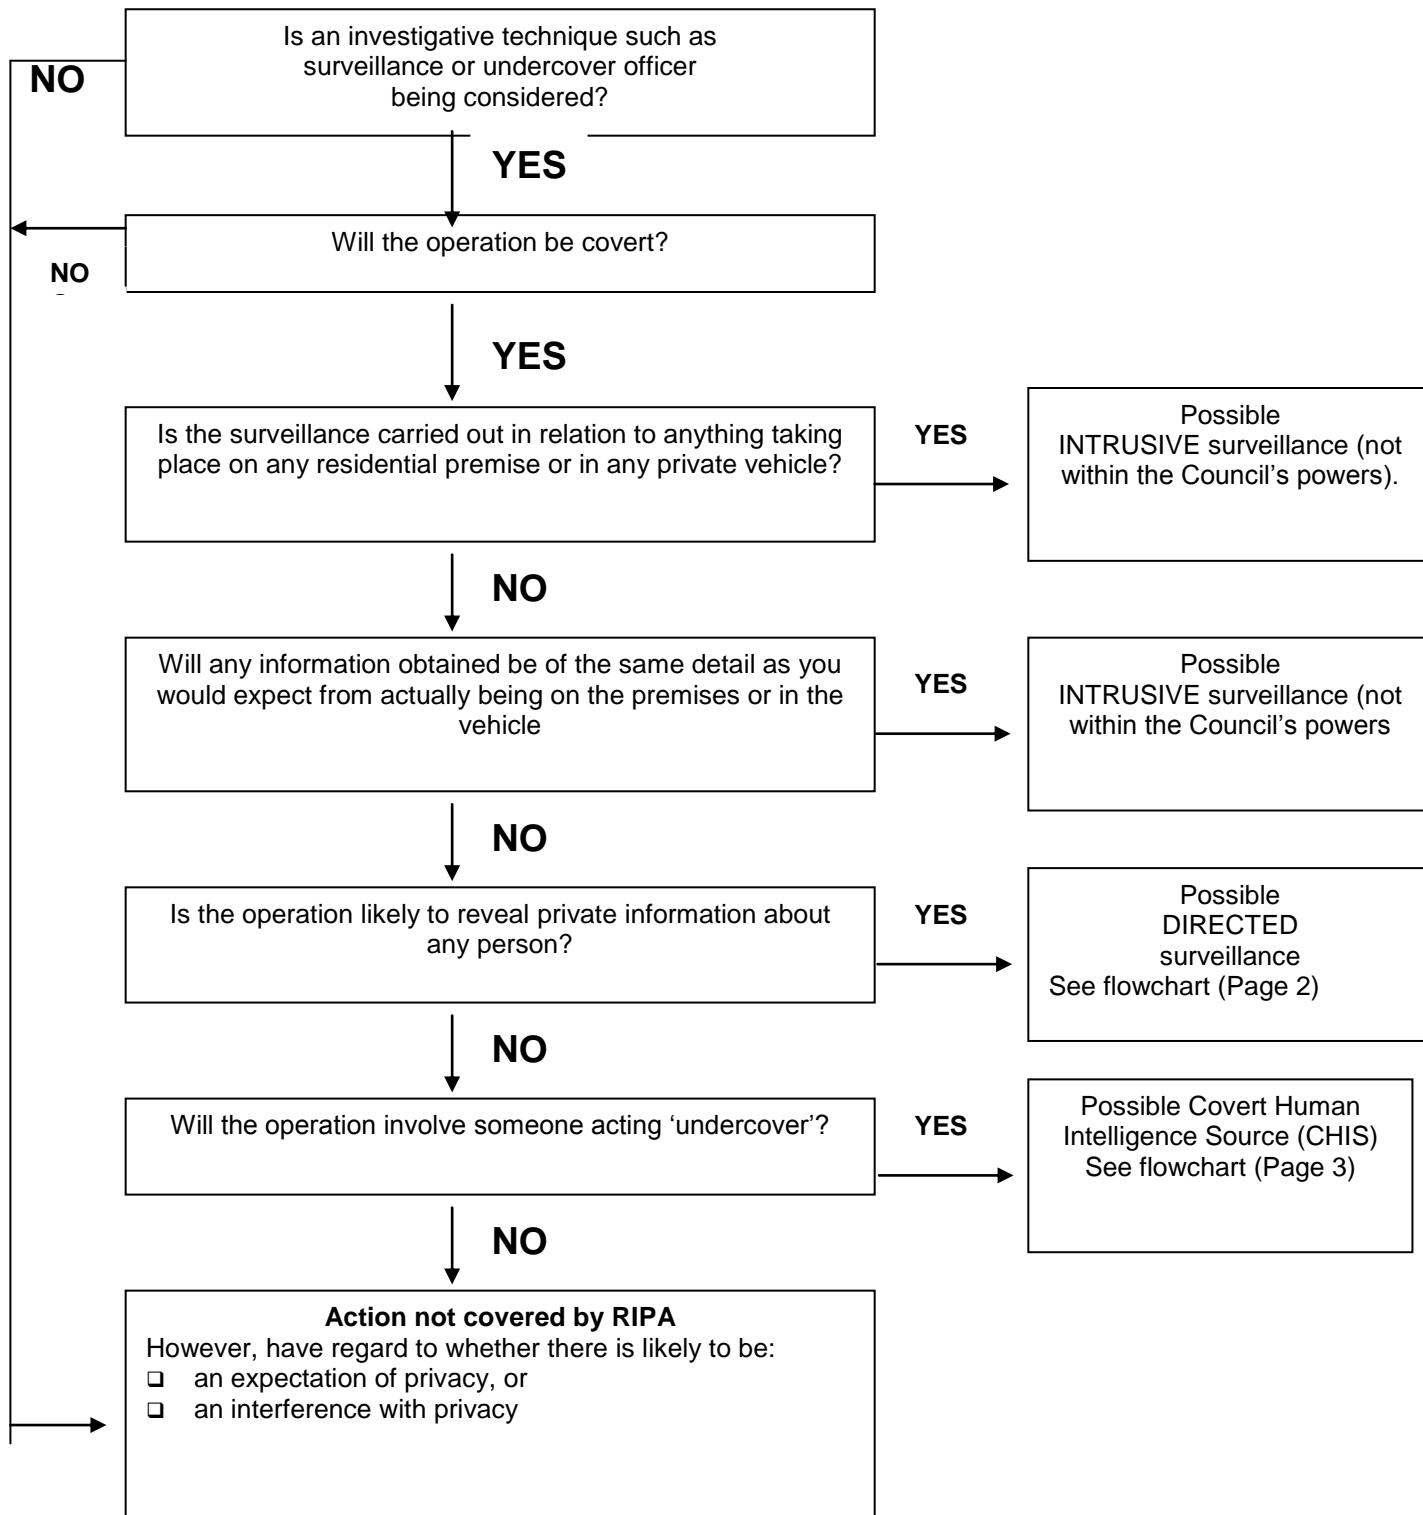 Is an investigative technique such as
surveillance or undercover officer
being considered?
NO
YES
Will the operation be covert?
NO
YES
Is the surveillance carried out in relation to anything taking
place on any residential premise or in any private vehicle?
YES
Possible
INTRUSIVE surveillance (not
within the Council’s powers).
NO
Will any information obtained be of the same detail as you
would expect from actually being on the premises or in the
vehicle
YES
Possible
INTRUSIVE surveillance (not
within the Council’s powers
NO
Is the operation likely to reveal private information about
any person?
YES
Possible
DIRECTED
surveillance
See flowchart (Page 2)
NO
Will the operation involve someone acting ‘undercover’?
YES
Possible Covert Human
Intelligence Source (CHIS)
See flowchart (Page 3)
NO
Action not covered by RIPA
However, have regard to whether there is likely to be:
❑ an expectation of privacy, or
❑ an interference with privacy